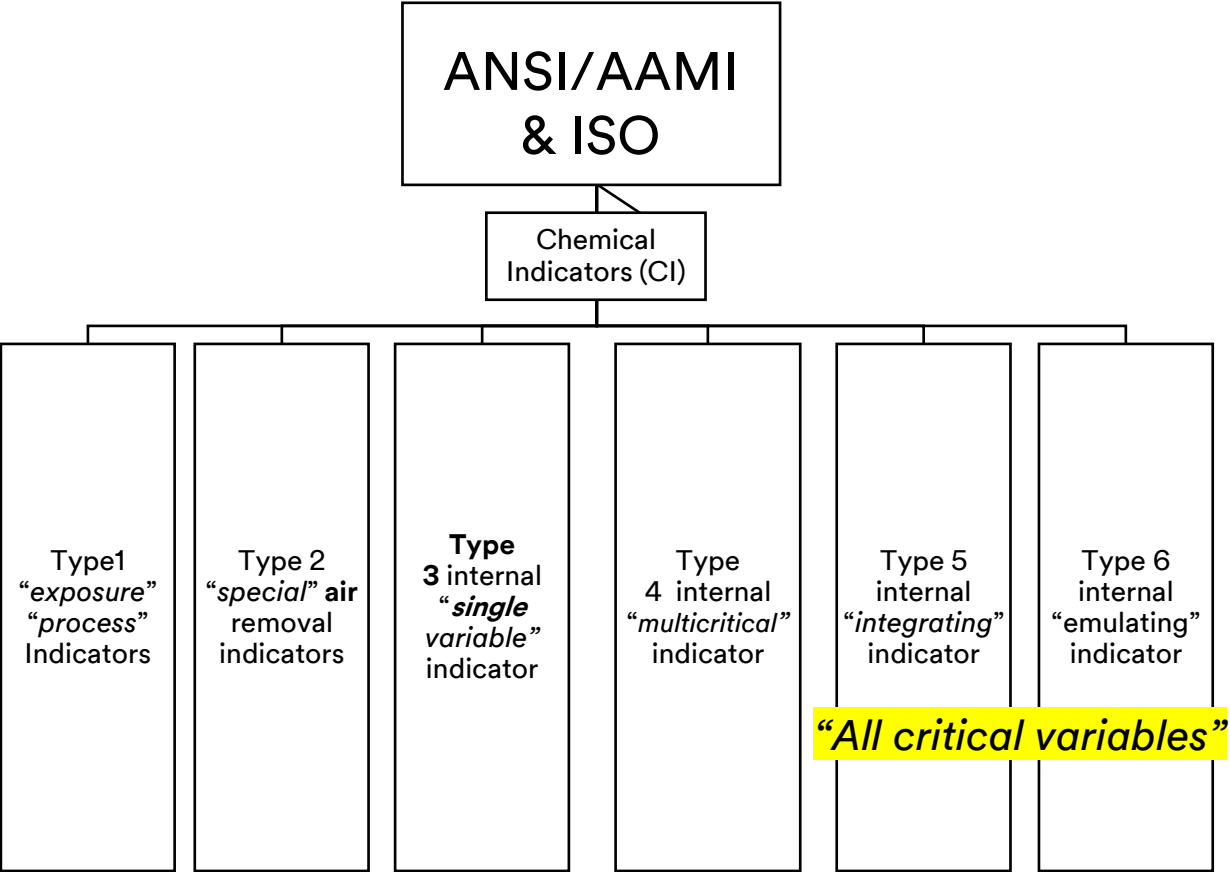 ANSI/AAMI
& ISO
Chemical
Indicators (CI)
Type1
“exposure”
“process”
Indicators
Type 2
“special” air
removal
indicators
Type
3 internal
“single
variable”
indicator
Type
4 internal
“multicritical”
indicator
Type 5
internal
“integrating”
indicator
Type 6
internal
“emulating”
indicator
“All critical variables”